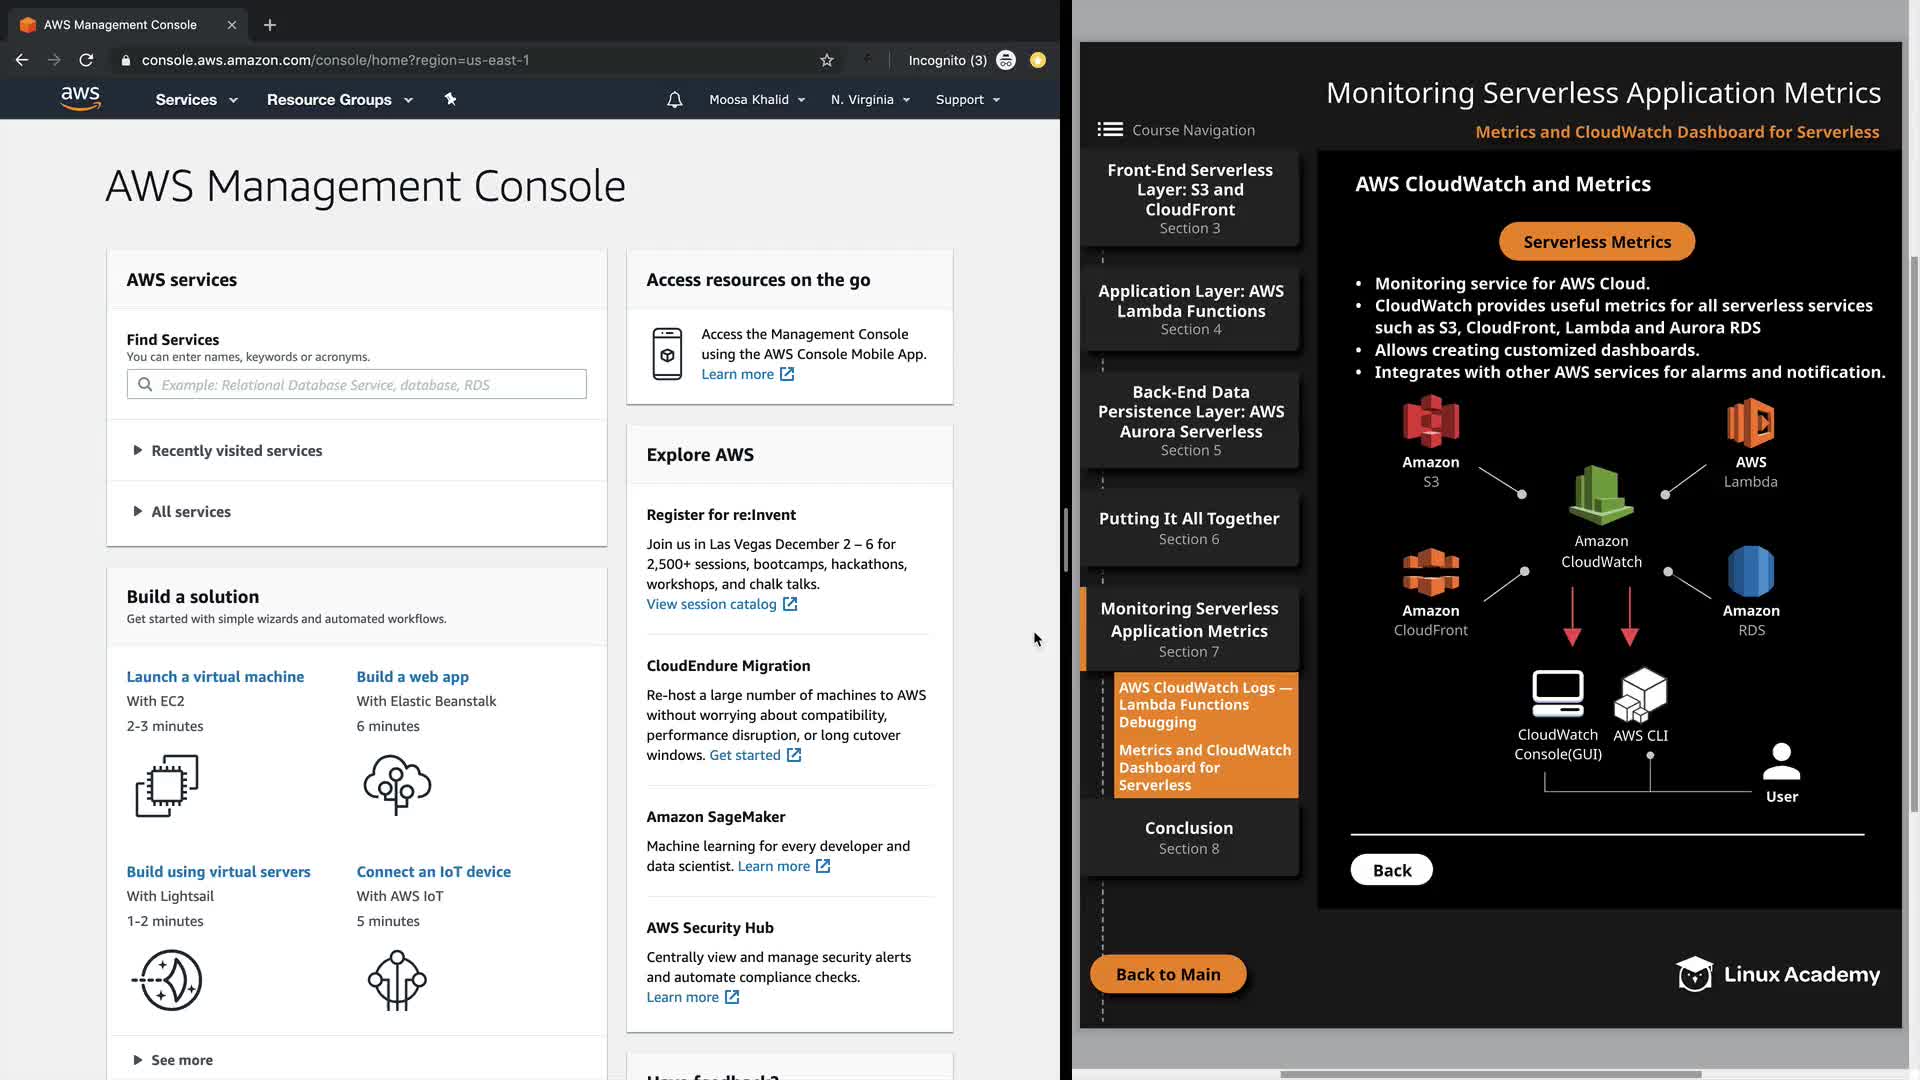 AWS Management Console
console.aws.amazon.com/console/home?region=us-east-1
Incognito (3)
aws
Services
Resource Groups
Moosa Khalid
N. Virginia
Support
AWS Management Console
AWS services
Find Services
You can enter names, keywords or acronyms.
Example: Relational Database Service, database, RDS
Recently visited services
All services
Build a solution
Get started with simple wizards and automated workflows.
Launch a virtual machine
With EC2
2-3 minutes
Build a web app
With Elastic Beanstalk
6 minutes
Build using virtual servers
With Lightsail
1-2 minutes
Connect an IoT device
With AWS IoT
5 minutes
See more
Access resources on the go
Access the Management Console
using the AWS Console Mobile App.
Learn more
Explore AWS
Register for re:Invent
Join us in Las Vegas December 2 – 6 for
2,500+ sessions, bootcamps, hackathons,
workshops, and chalk talks.
View session catalog
CloudEndure Migration
Re-host a large number of machines to AWS
without worrying about compatibility,
performance disruption, or long cutover
windows. Get started
Amazon SageMaker
Machine learning for every developer and
data scientist. Learn more
AWS Security Hub
Centrally view and manage security alerts
and automate compliance checks.
Learn more
Have feedback?
Monitoring Serverless Application Metrics
Metrics and CloudWatch Dashboard for Serverless
Course Navigation
Front-End Serverless
Layer: S3 and
CloudFront
Section 3
Application Layer: AWS
Lambda Functions
Section 4
Back-End Data
Persistence Layer: AWS
Aurora Serverless
Section 5
Putting It All Together
Section 6
Monitoring Serverless
Application Metrics
Section 7
AWS CloudWatch Logs —
Lambda Functions
Debugging
Metrics and CloudWatch
Dashboard for
Serverless
Conclusion
Section 8
Back to Main
AWS CloudWatch and Metrics
Serverless Metrics
• Monitoring service for AWS Cloud.
• CloudWatch provides useful metrics for all serverless services
such as S3, CloudFront, Lambda and Aurora RDS
• Allows creating customized dashboards.
• Integrates with other AWS services for alarms and notification.
Amazon
S3
AWS
Lambda
Amazon
CloudWatch
Amazon
CloudFront
Amazon
RDS
CloudWatch
Console(GUI)
AWS CLI
User
Back
Linux Academy